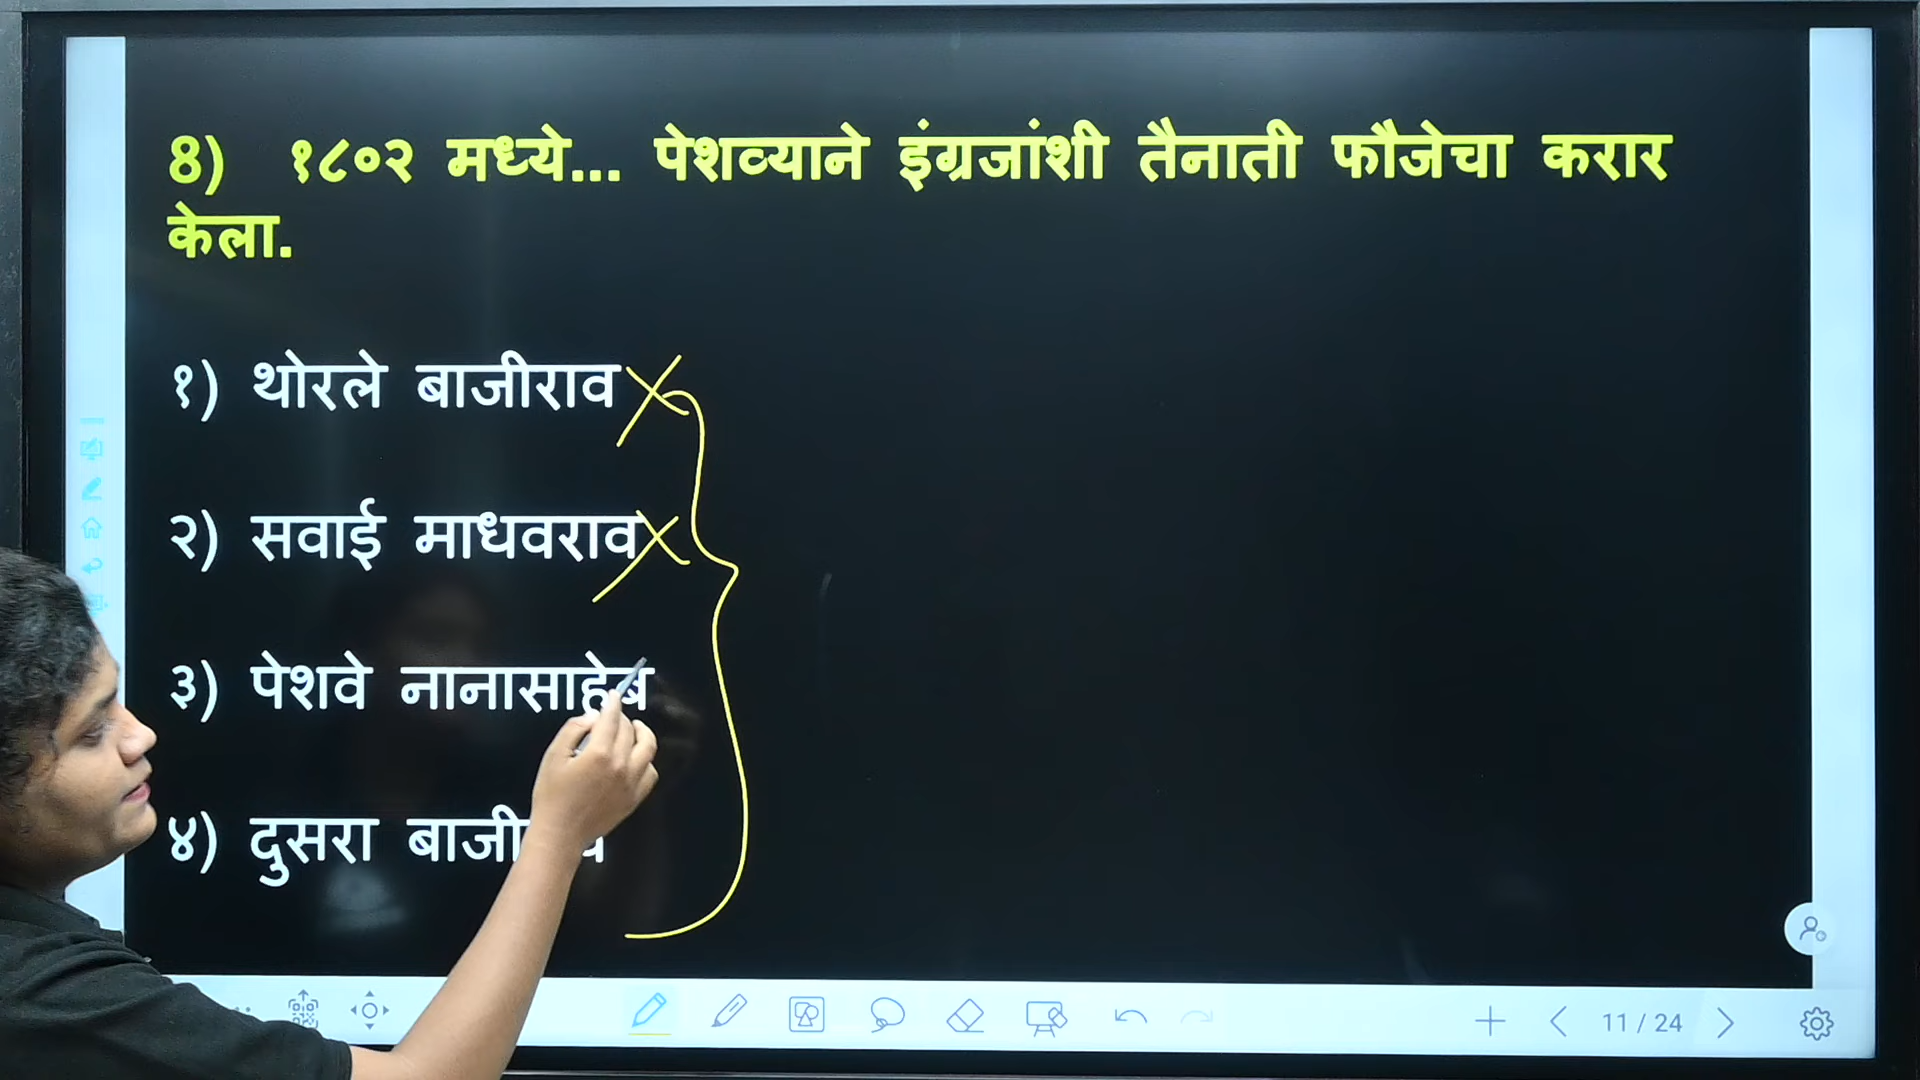 8) १८०२ मध्ये... पेशव्याने इंग्रजांशी तैनाती फौजेचा करार
केला.
१) थोरले बाजीराव
२) सवाई माधवराव
३) पेशवे नानासाहेब
४) दुसरा
11 / 24